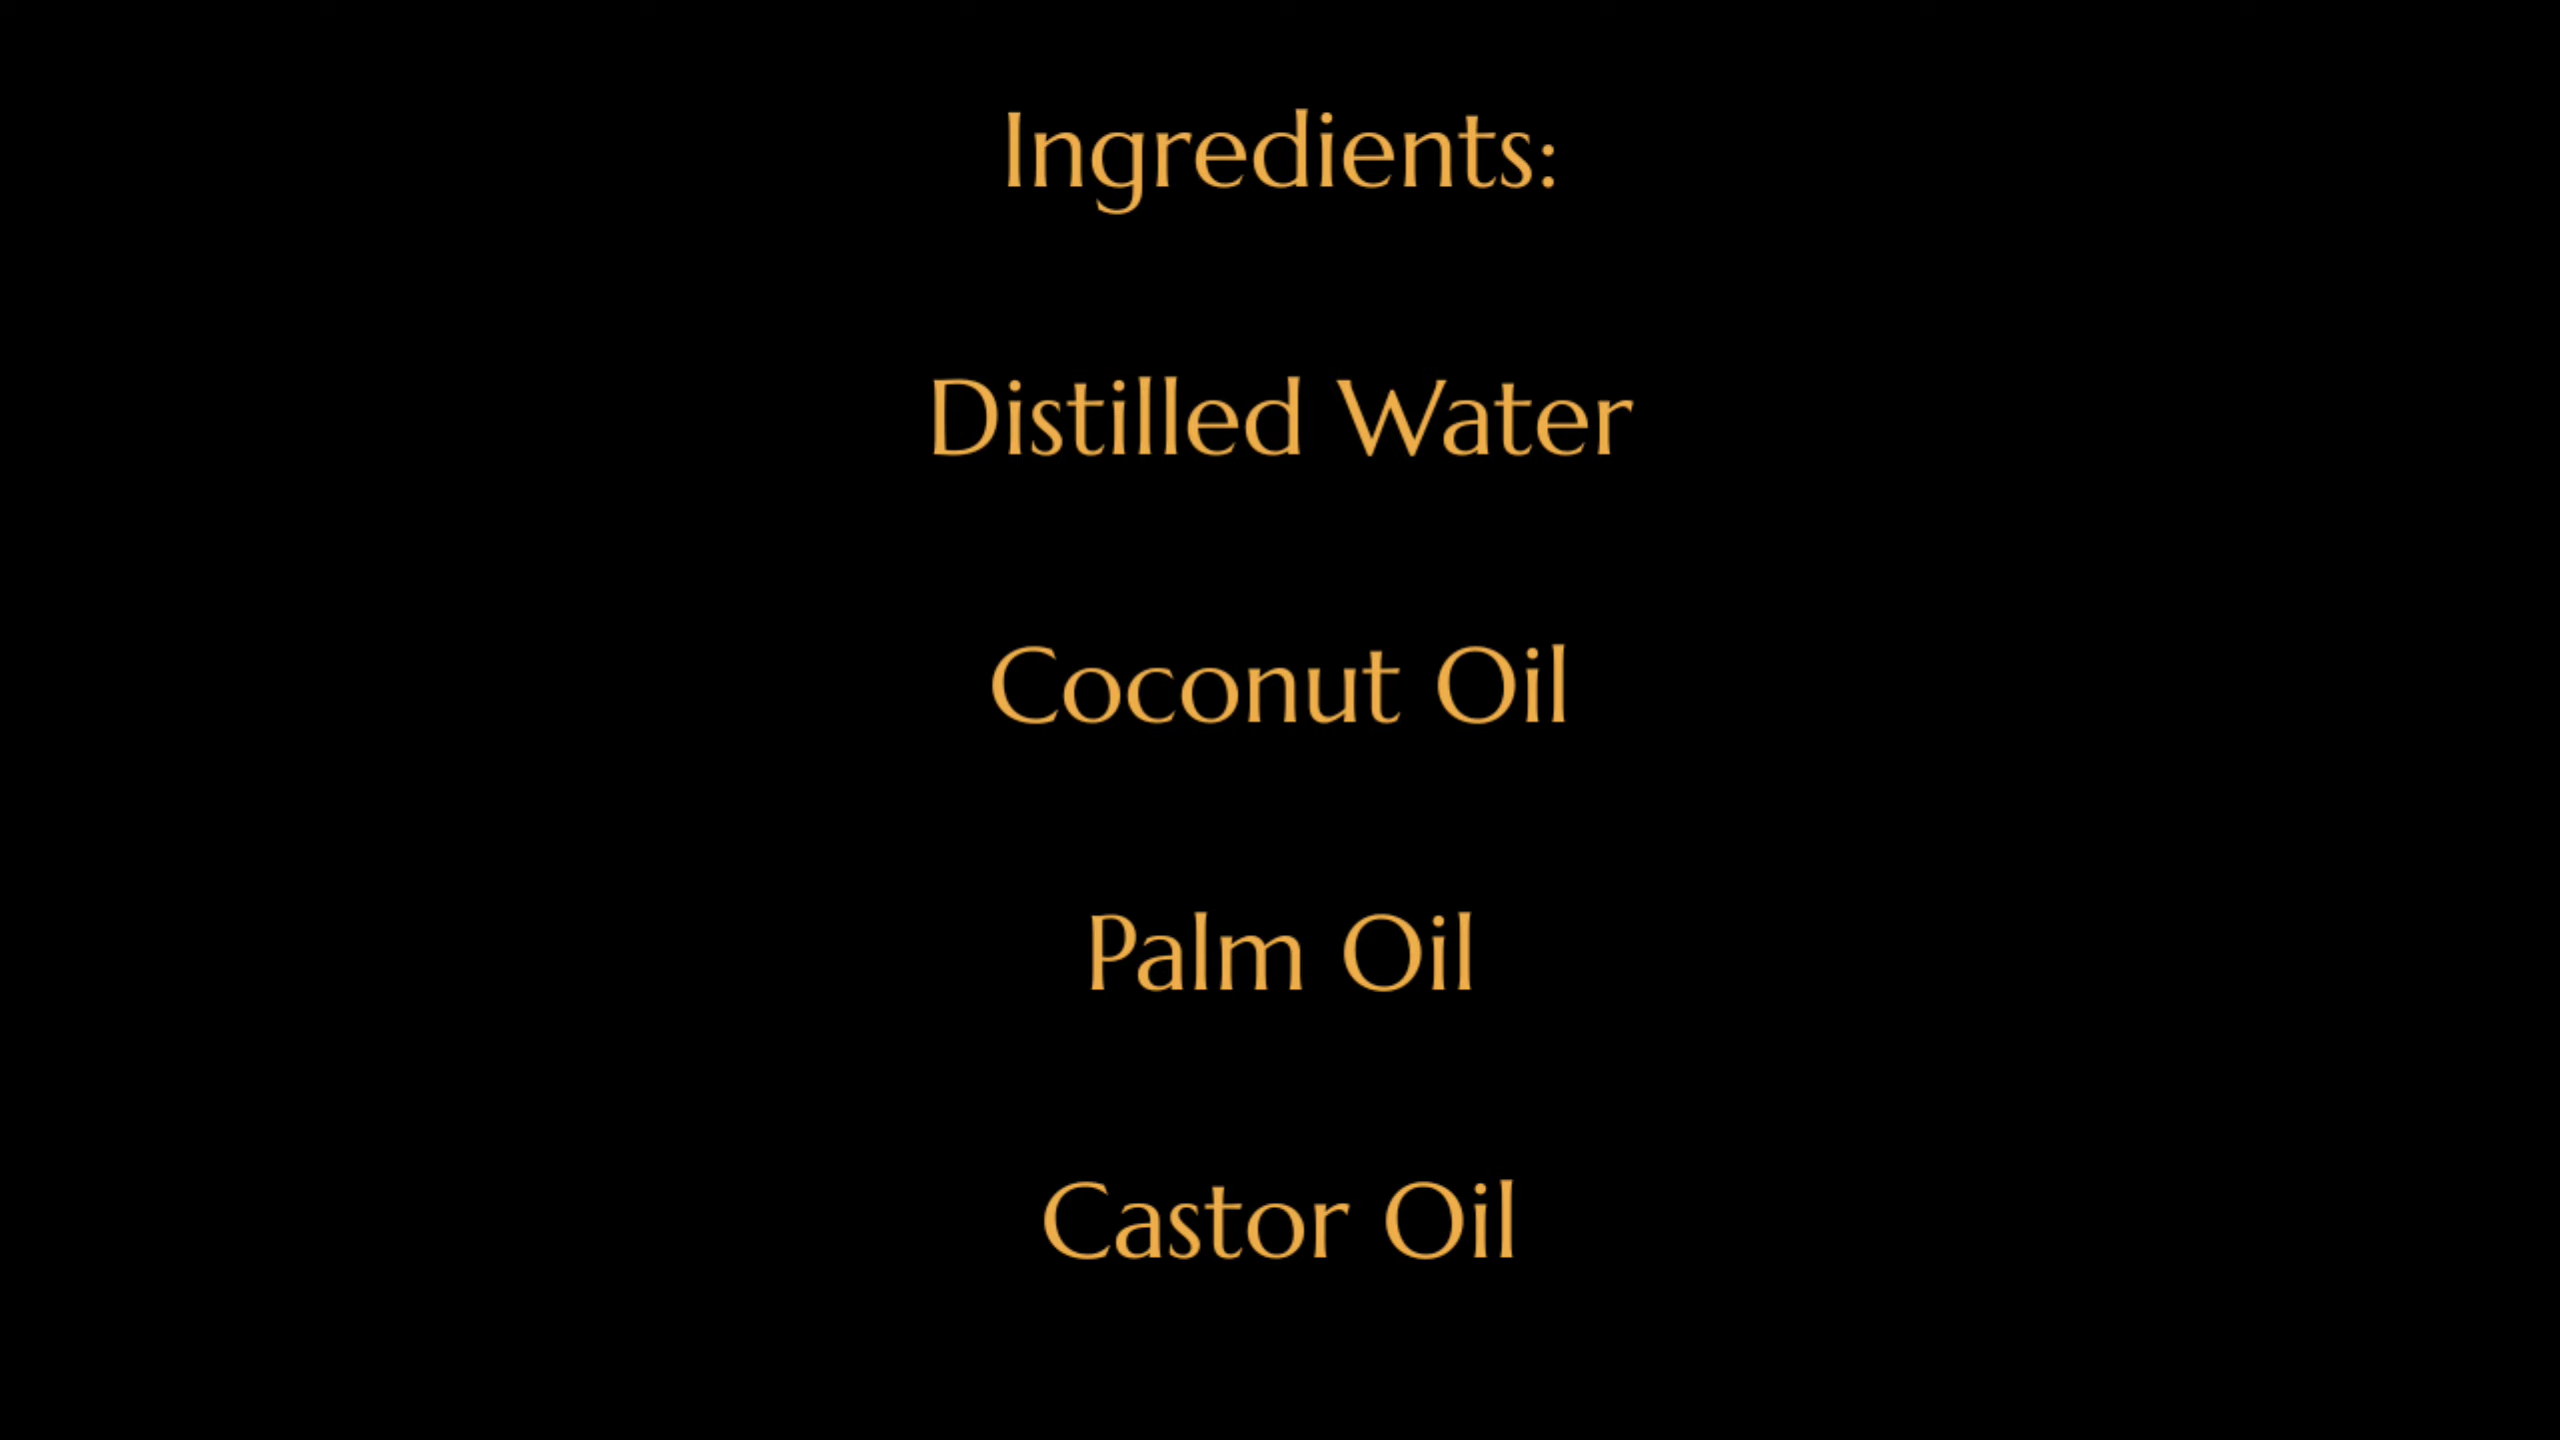 Ingredients:
Distilled Water
Coconut Oil
Palm Oil
Castor Oil